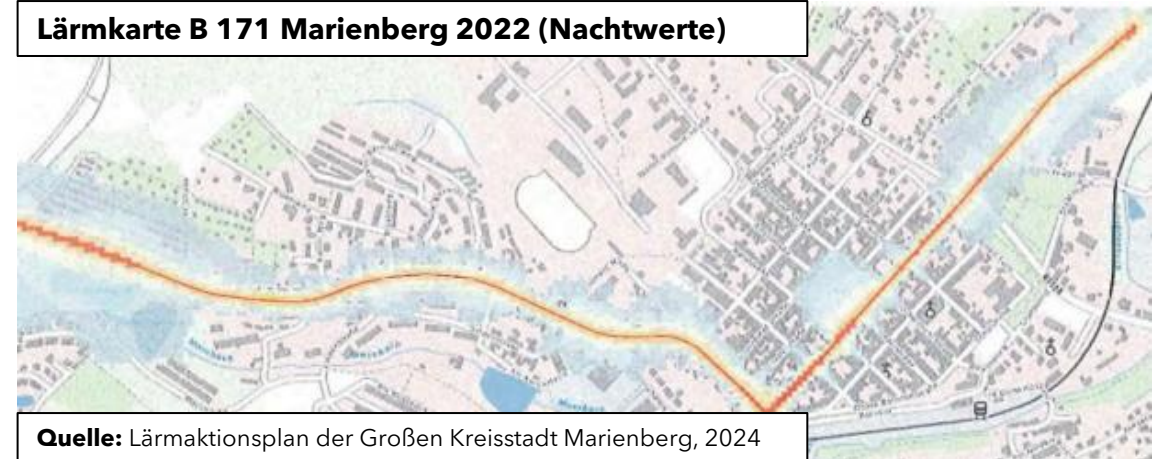 Lärmkarte B 171 Marienberg 2022 (Nachtwerte)
Quelle: Lärmaktionsplan der Großen Kreisstadt Marienberg, 2024